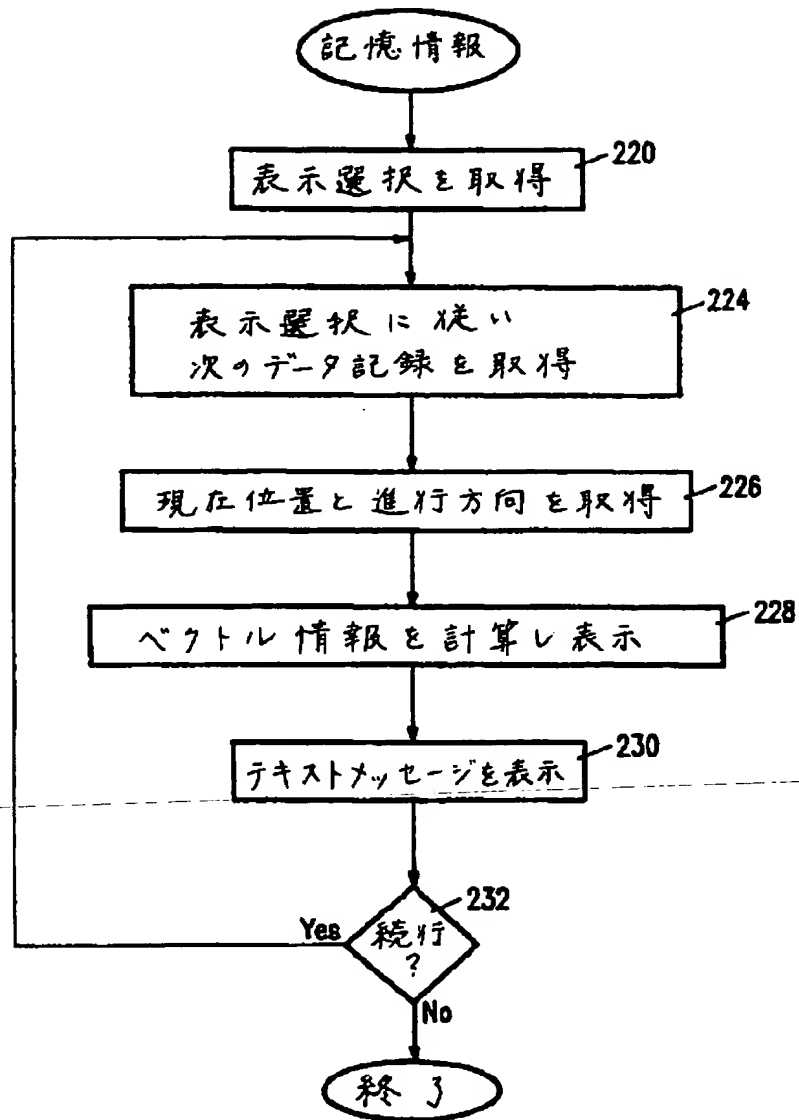 記憶情報
220
表示選択を取得
224
表示選択に従い
次のデータ記録を取得
226
現在位置と進行方向を取得
228
ベクトル情報を計算し表示
230
テキストメッセージを表示
232
Yes
続行
?
No
終了